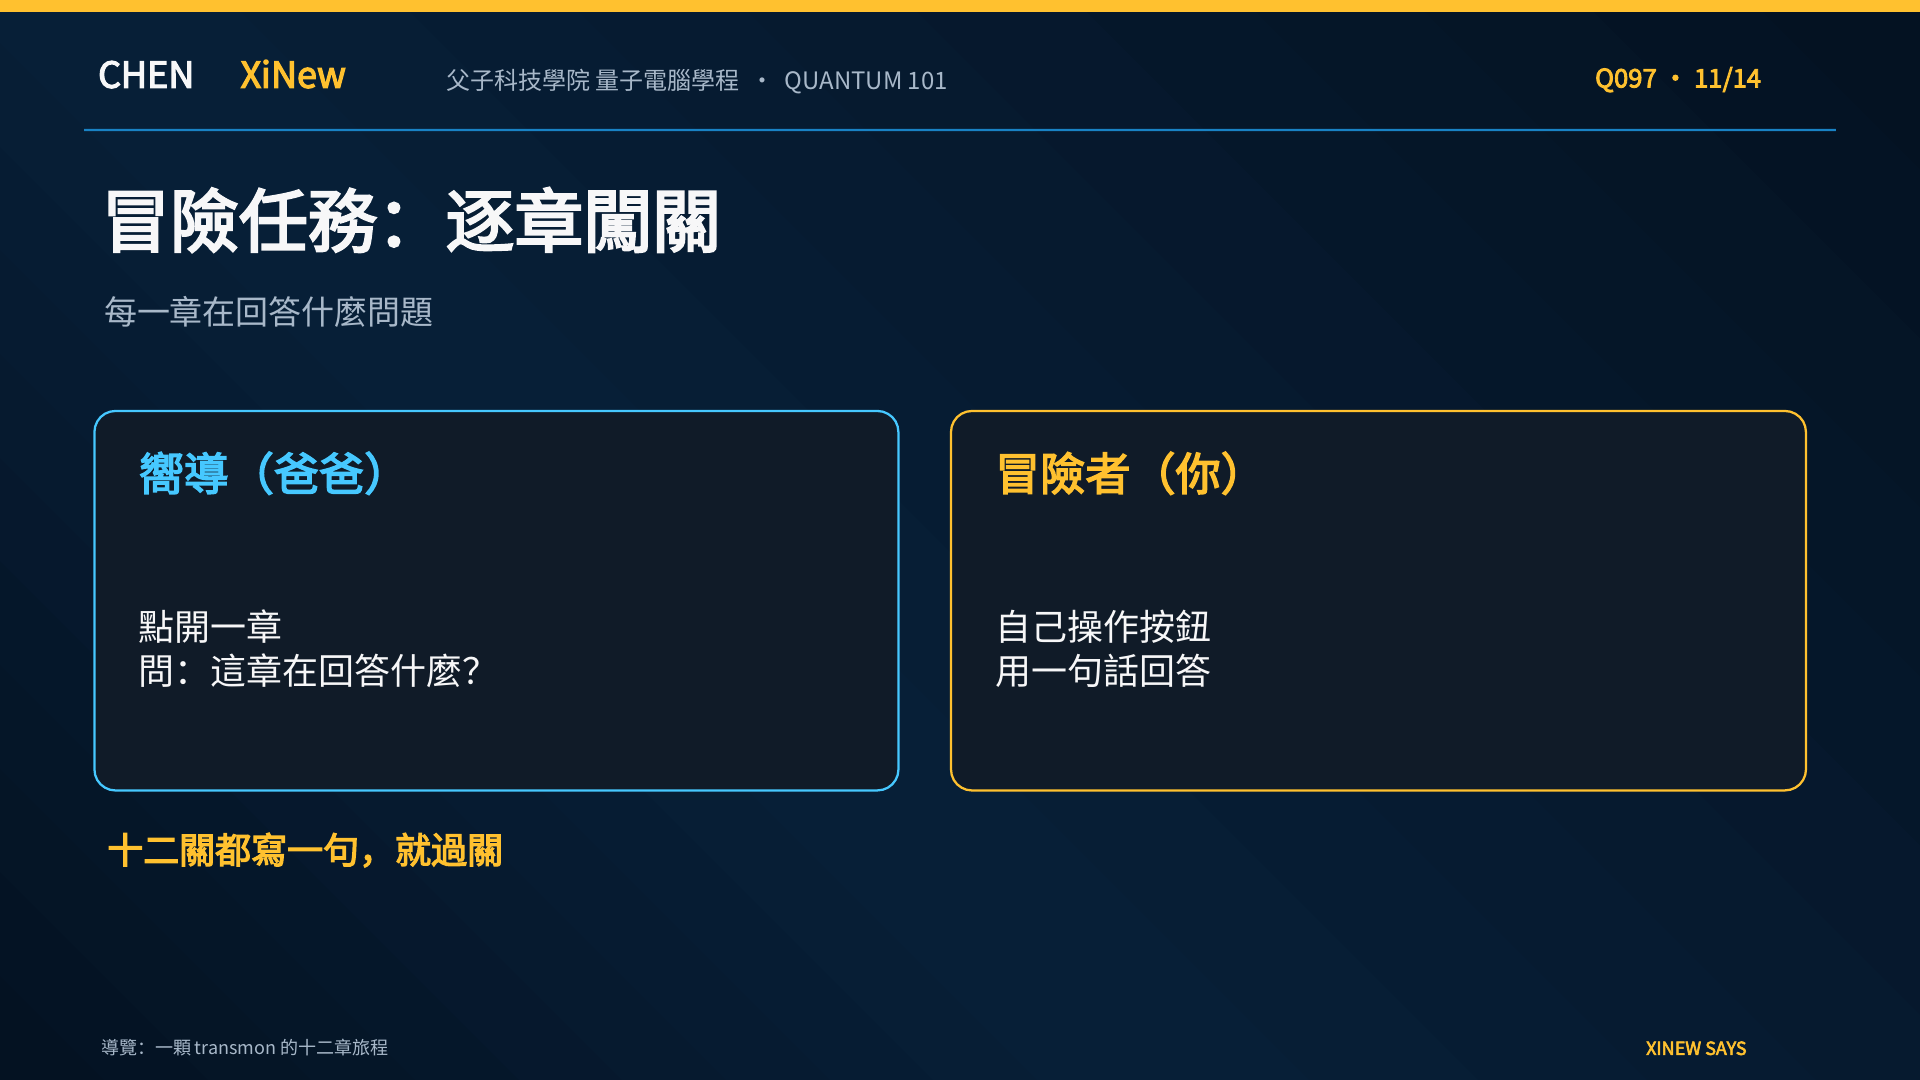 CHEN XiNew 父子科技學院 量子電腦學程 · QUANTUM 101 Q097 · 11/14
冒險任務：逐章闖關
每一章在回答什麼問題
嚮導（爸爸）
點開一章
問：這章在回答什麼？
冒險者（你）
自己操作按鈕
用一句話回答
十二關都寫一句，就過關
導覽：一顆 transmon 的十二章旅程
XINEW SAYS